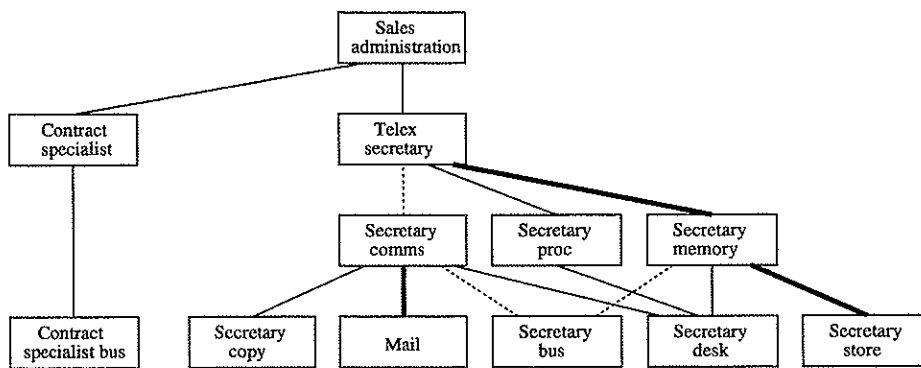 Sales
administration
Contract
specialist
Telex
secretary
Secretary
comms
Secretary
proc
Secretary
memory
Contract
specialist bus
Secretary
copy
Mail
Secretary
bus
Secretary
desk
Secretary
store